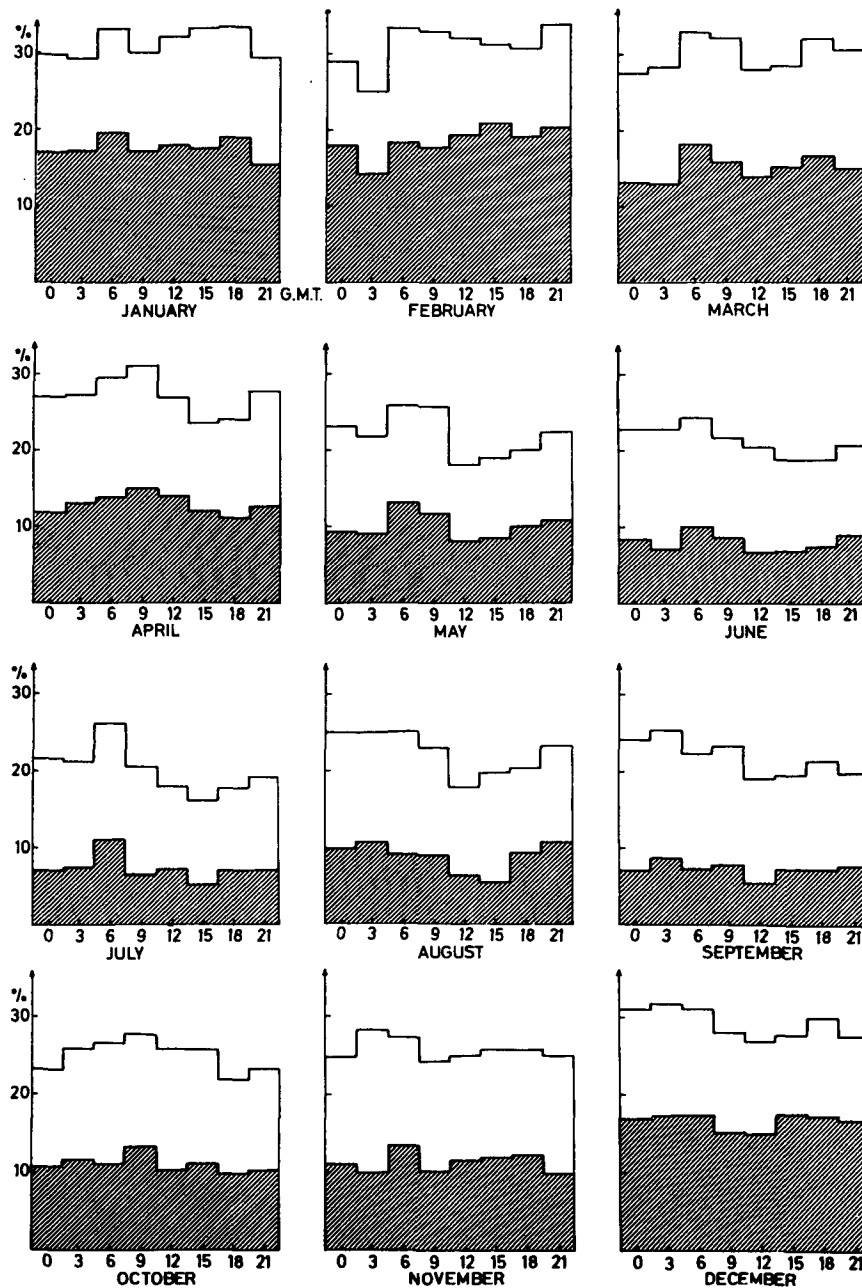 %
30
20
10
0 3 6 9 12 15 18 21 G.M.T. 0 3 6 9 12 15 18 21 0 3 6 9 12 15 18 21
JANUARY FEBRUARY MARCH
%
30
20
10
0 3 6 9 12 15 18 21 0 3 6 9 12 15 18 21 0 3 6 9 12 15 18 21
APRIL MAY JUNE
%
30
20
10
0 3 6 9 12 15 18 21 0 3 6 9 12 15 18 21 0 3 6 9 12 15 18 21
JULY AUGUST SEPTEMBER
%
30
20
10
0 3 6 9 12 15 18 21 0 3 6 9 12 15 18 21 0 3 6 9 12 15 18 21
OCTOBER NOVEMBER DECEMBER